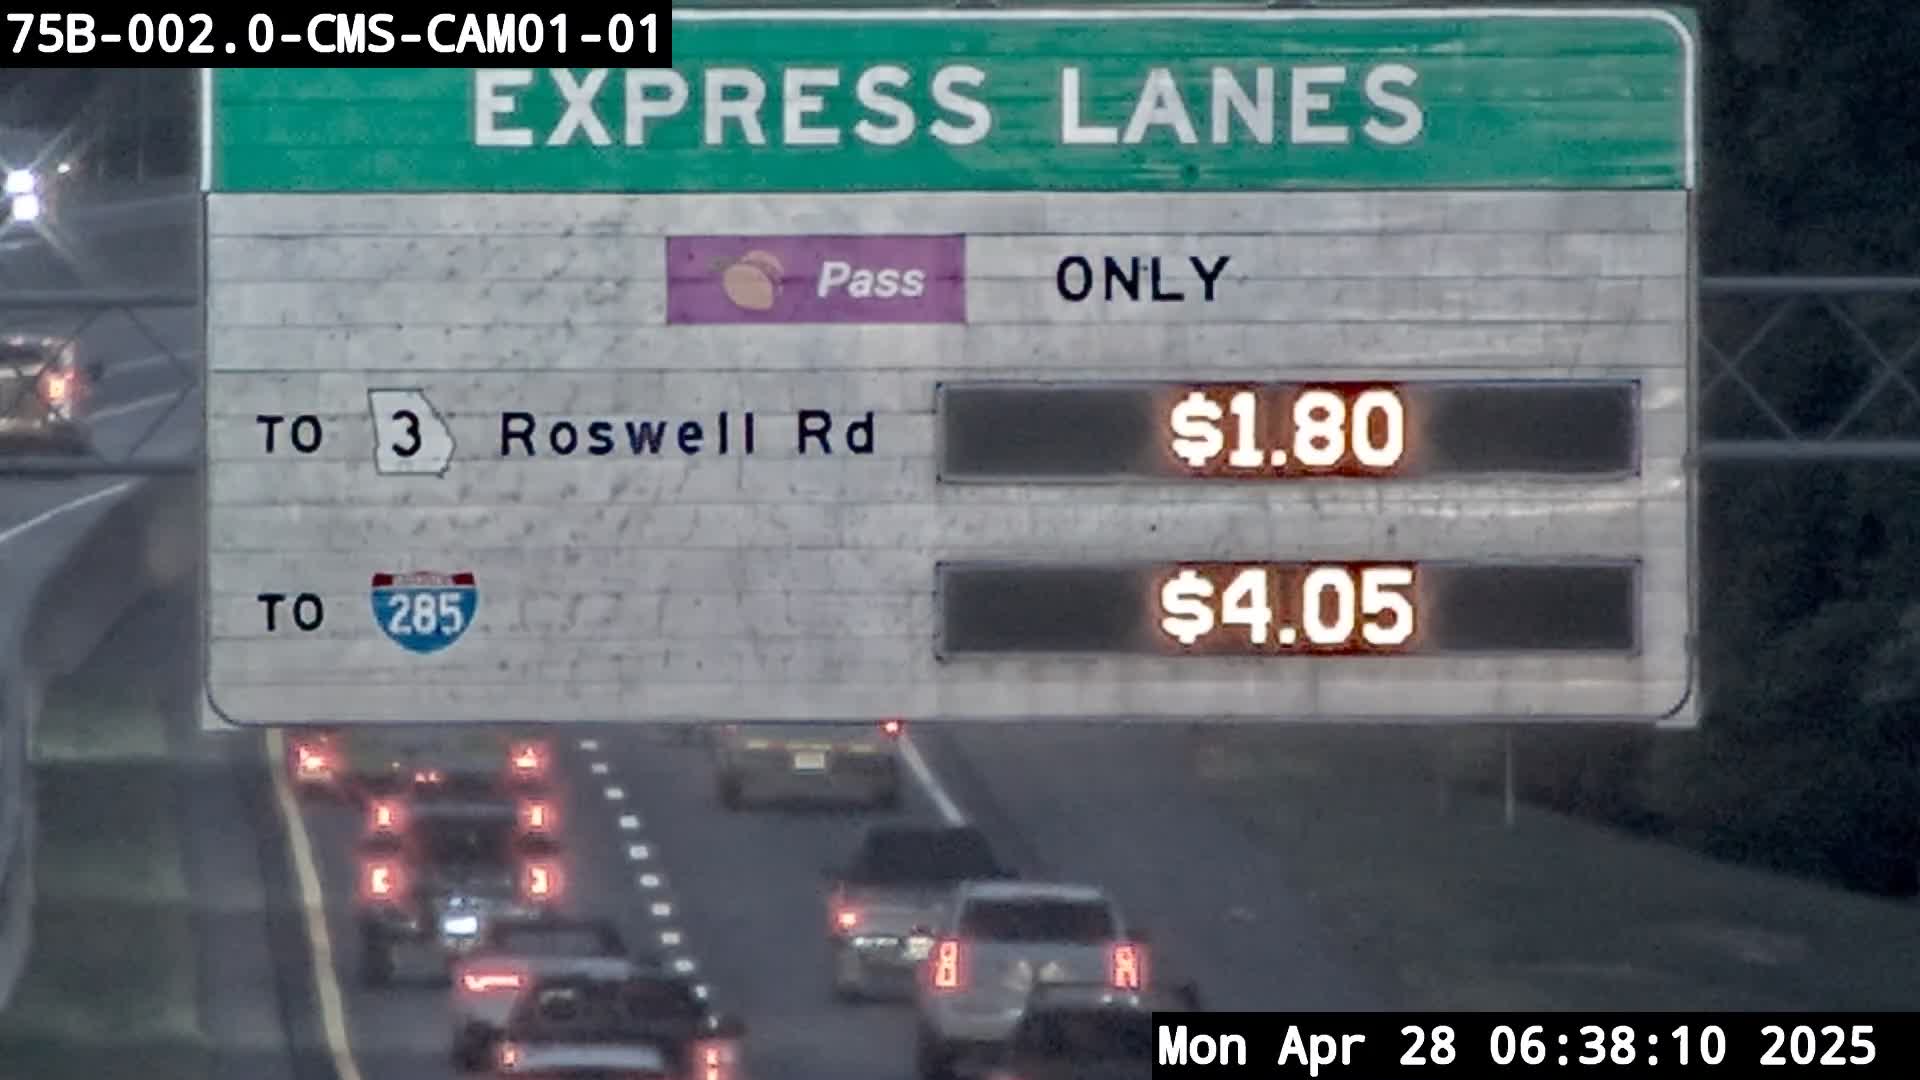 75B-002.0-CMS-CAM01-01
EXPRESS LANES
Pass ONLY
TO 3 Roswell Rd $1.80
TO 285 $4.05
Mon Apr 28 06:38:10 2025